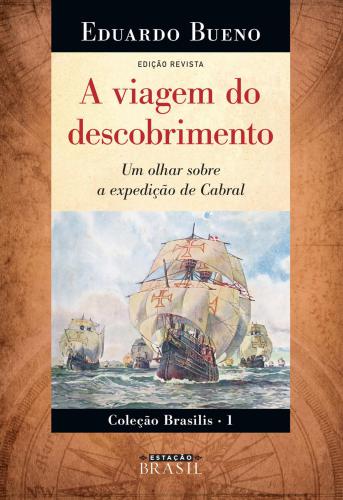 EDUARDO BUENO
EDIÇÃO REVISTA
A viagem do
descobrimento
Um olhar sobre
a expedição de Cabral
Coleção Brasilis · 1
ESTAÇÃO
BRASIL